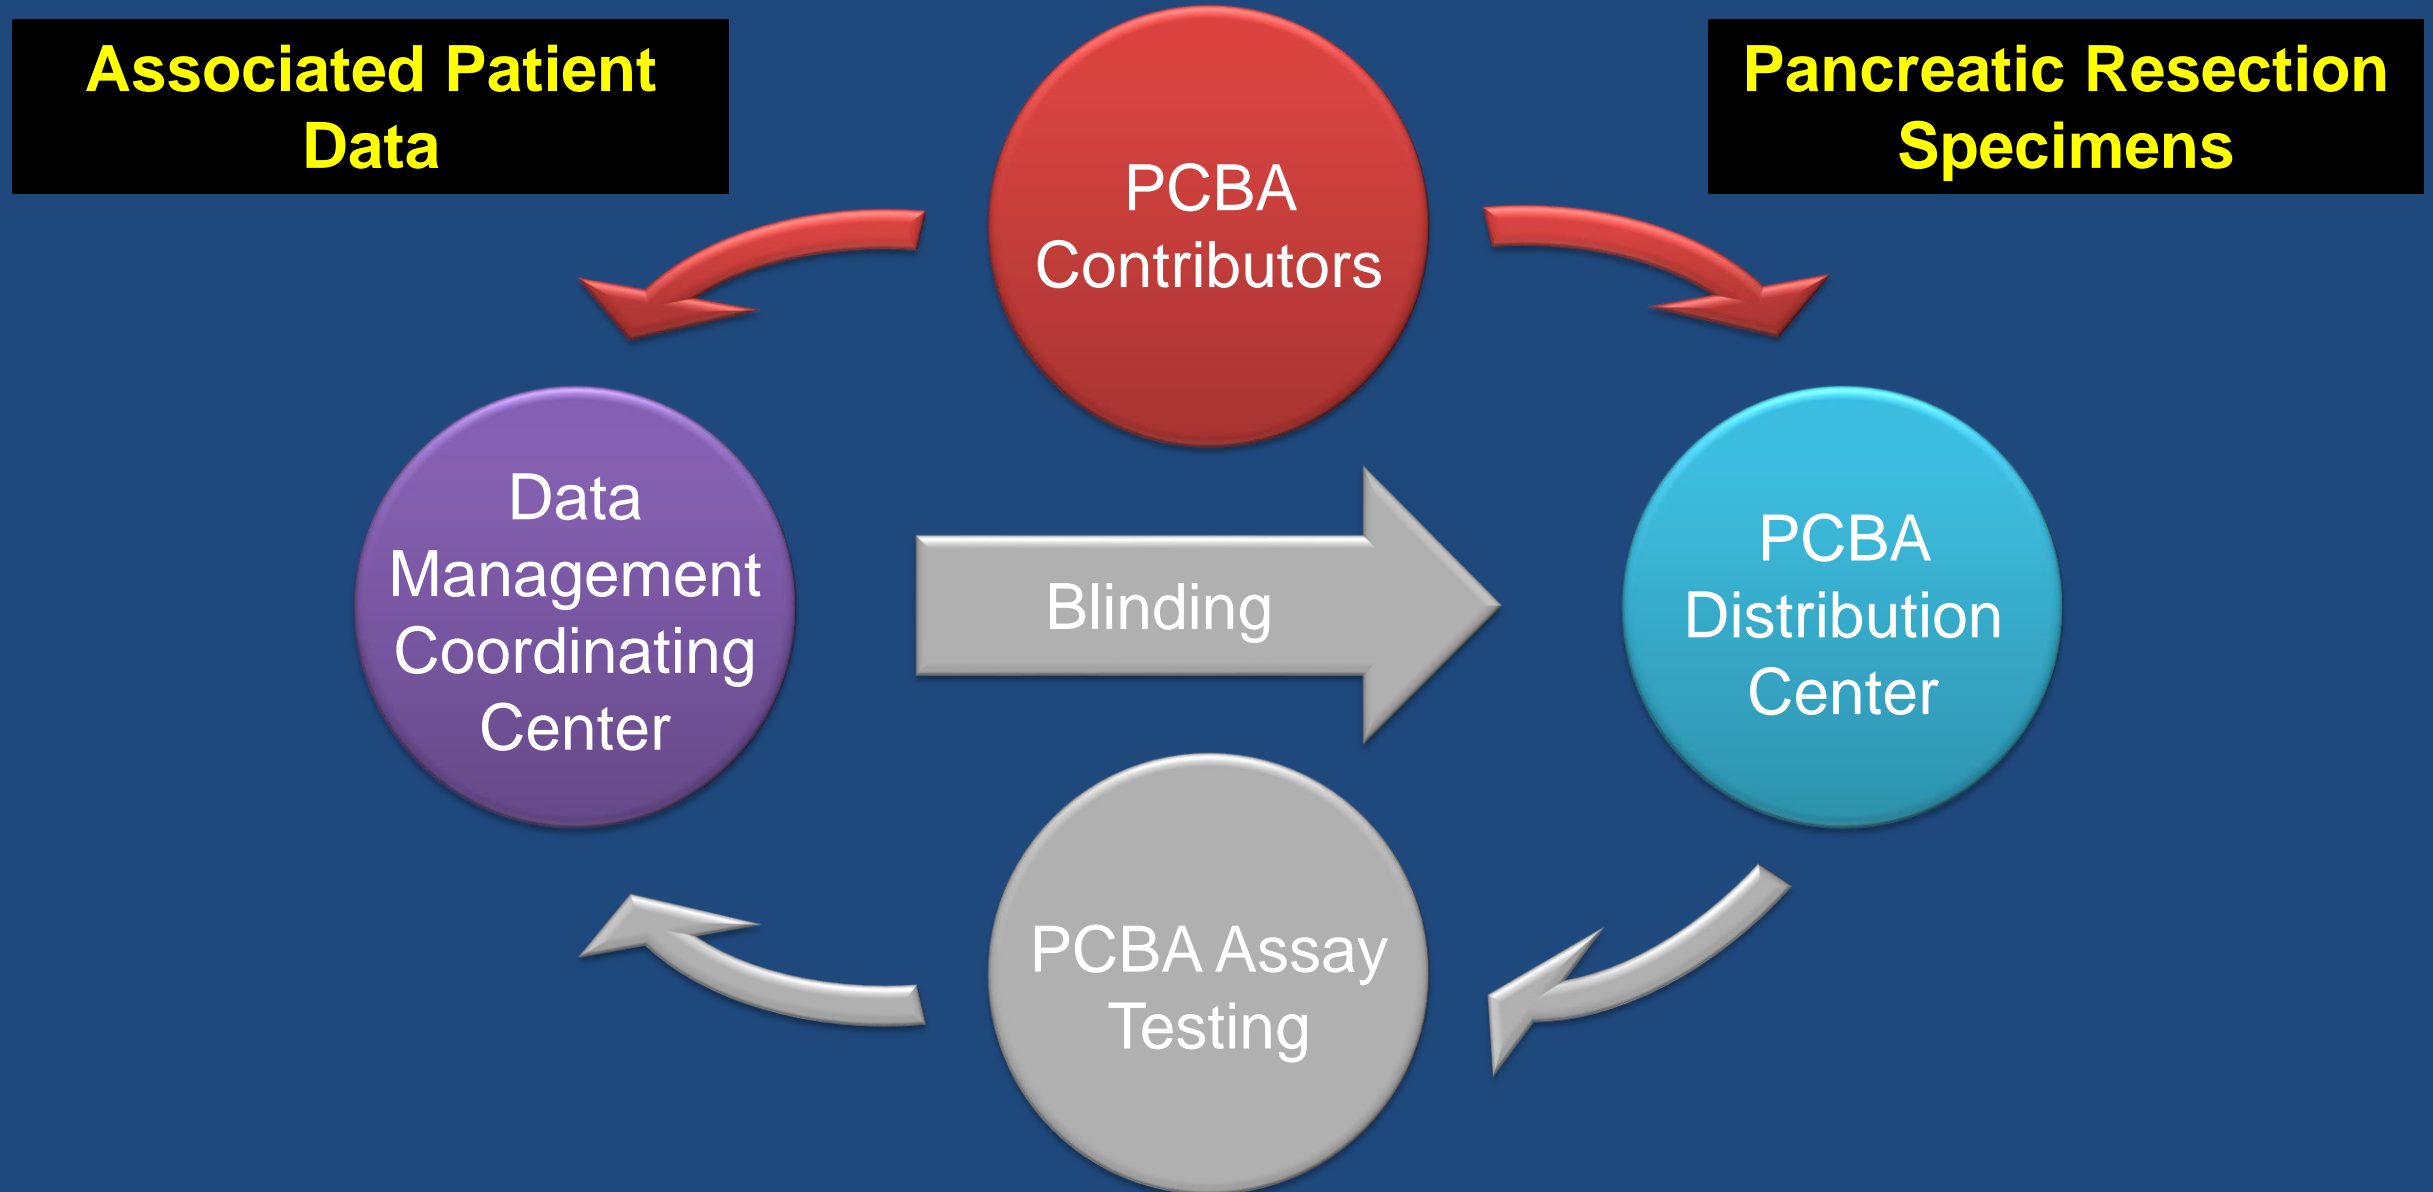 Associated Patient
Data
PCBA
Contributors
Pancreatic Resection
Specimens
Data
Management
Coordinating
Center
Blinding
PCBA
Distribution
Center
PCBA Assay
Testing